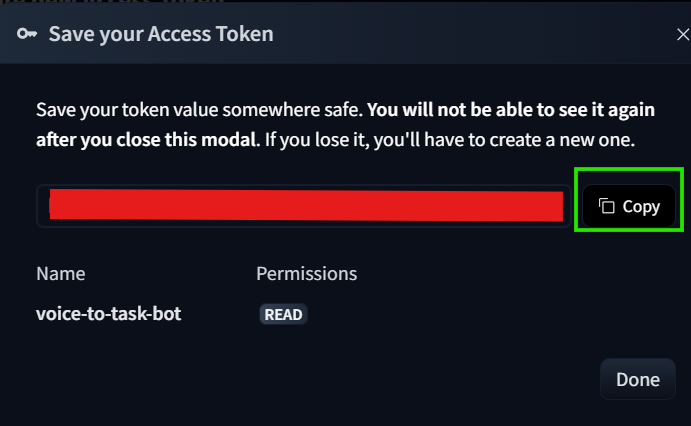 Save your Access Token
Save your token value somewhere safe. You will not be able to see it again
after you close this modal. If you lose it, you'll have to create a new one.
Copy
Name Permissions
voice-to-task-bot READ
Done